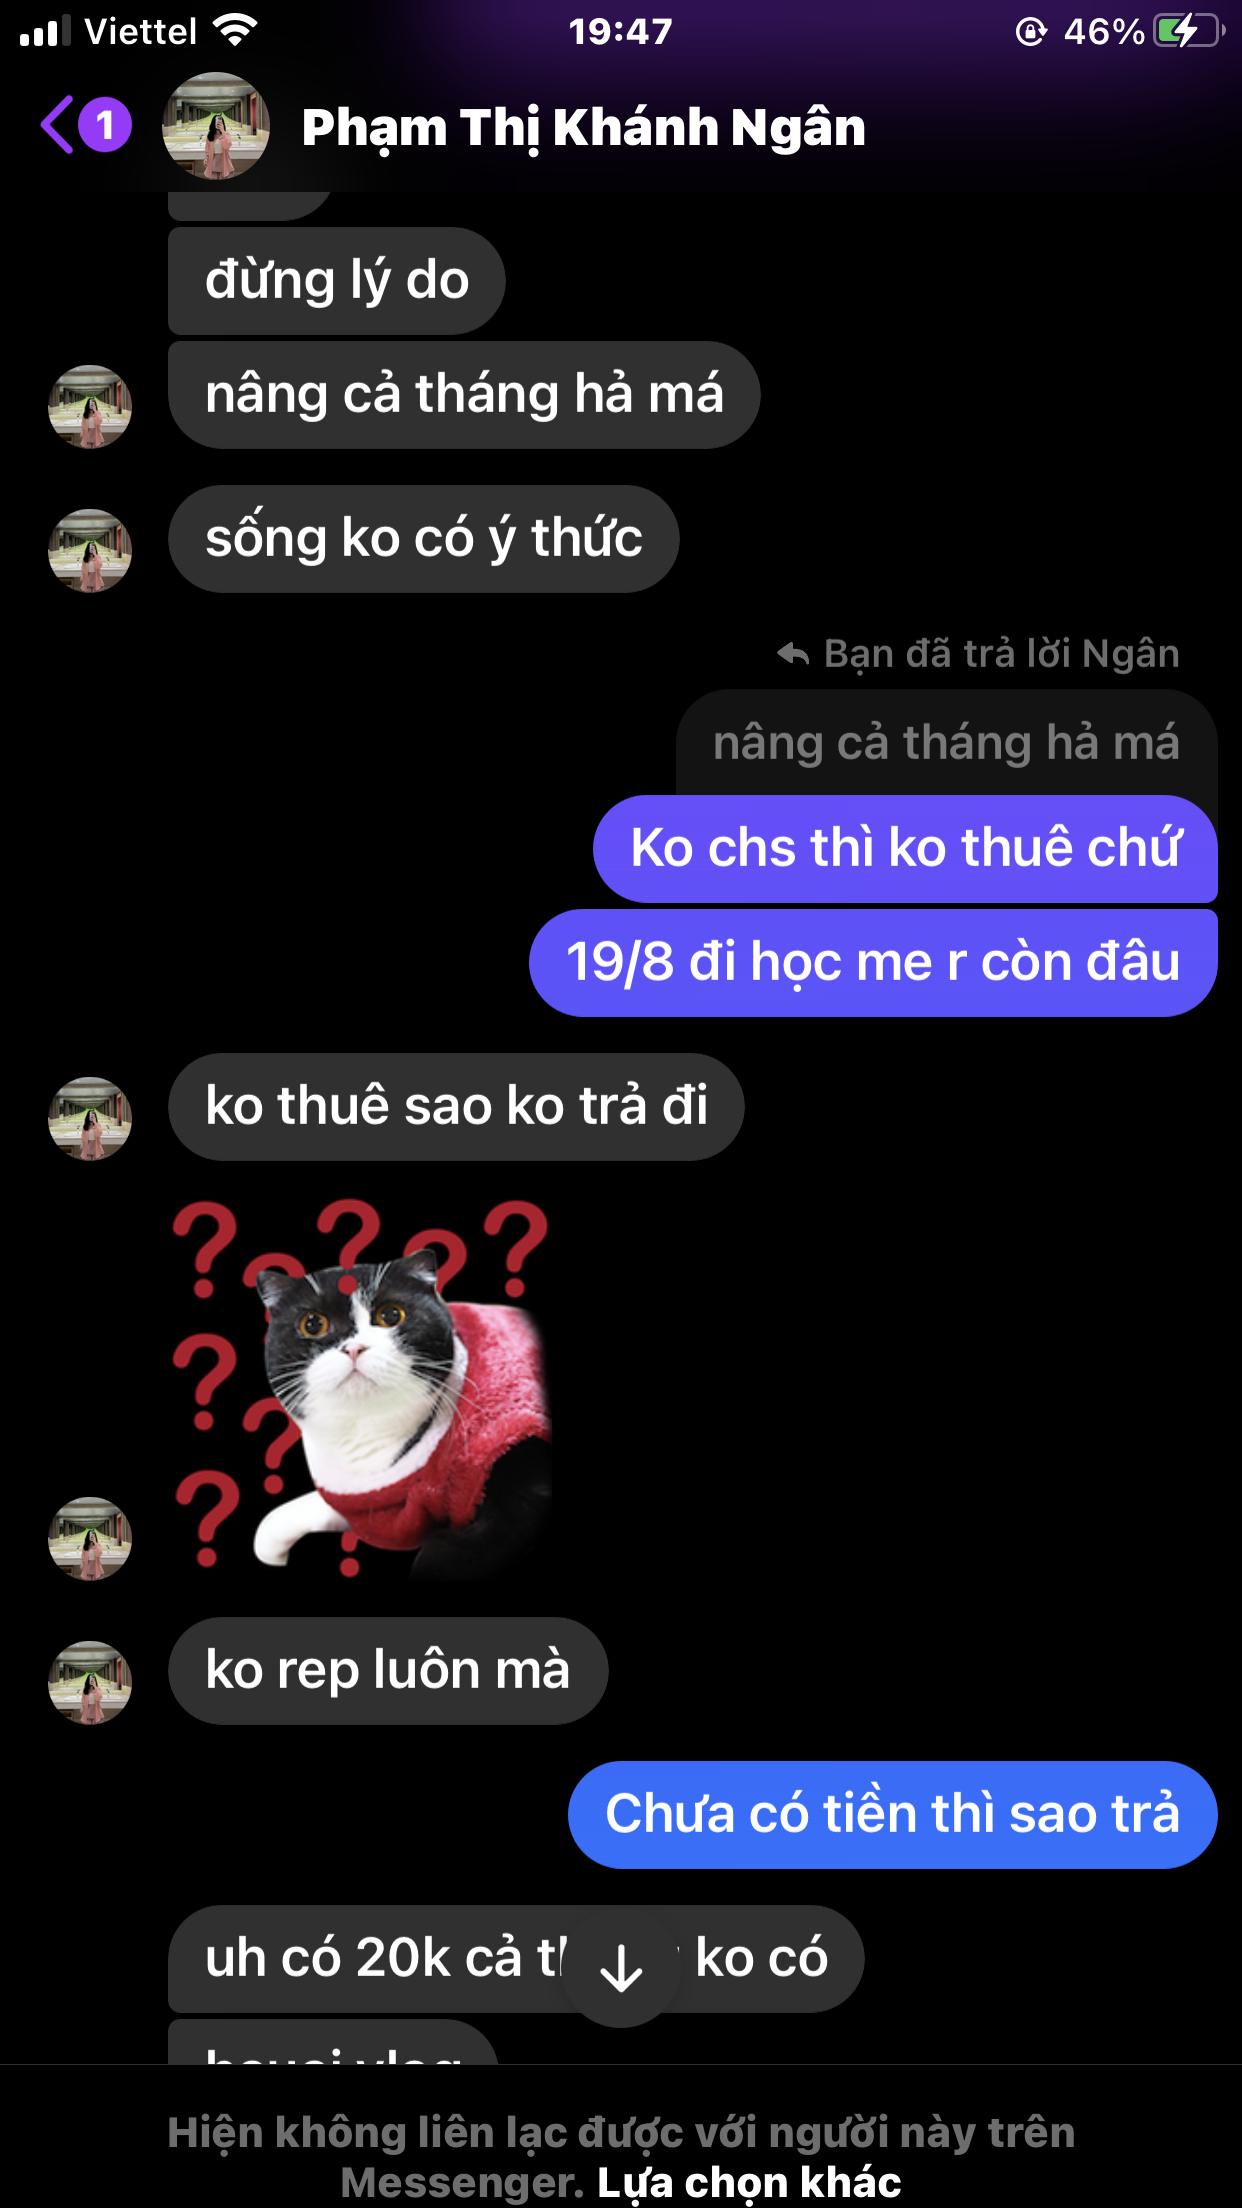 Viettel 19:47 46%
1 Phạm Thị Khánh Ngân
đừng lý do
nâng cả tháng hả má
sống ko có ý thức
Bạn đã trả lời Ngân
nâng cả tháng hả má
Ko chs thì ko thuê chứ
19/8 đi học me r còn đâu
ko thuê sao ko trả đi
? ? ? ? ? ? ? ? ?
ko rep luôn mà
Chưa có tiền thì sao trả
uh có 20k cả ko có
Hiện không liên lạc được với người này trên
Messenger. Lựa chọn khác